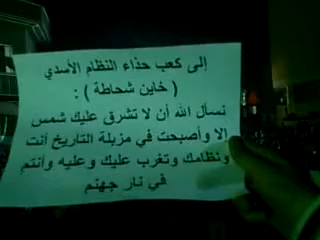 إلى كعب حذاء النظام الأسدي
( خاين شحاطة ) :
نسأل الله أن لا تشرق عليك شمس
إلا وأصبحت في مزبلة التاريخ أنت
ونظامك وتغرب عليك وعليه وأنتم
في نار جهنم